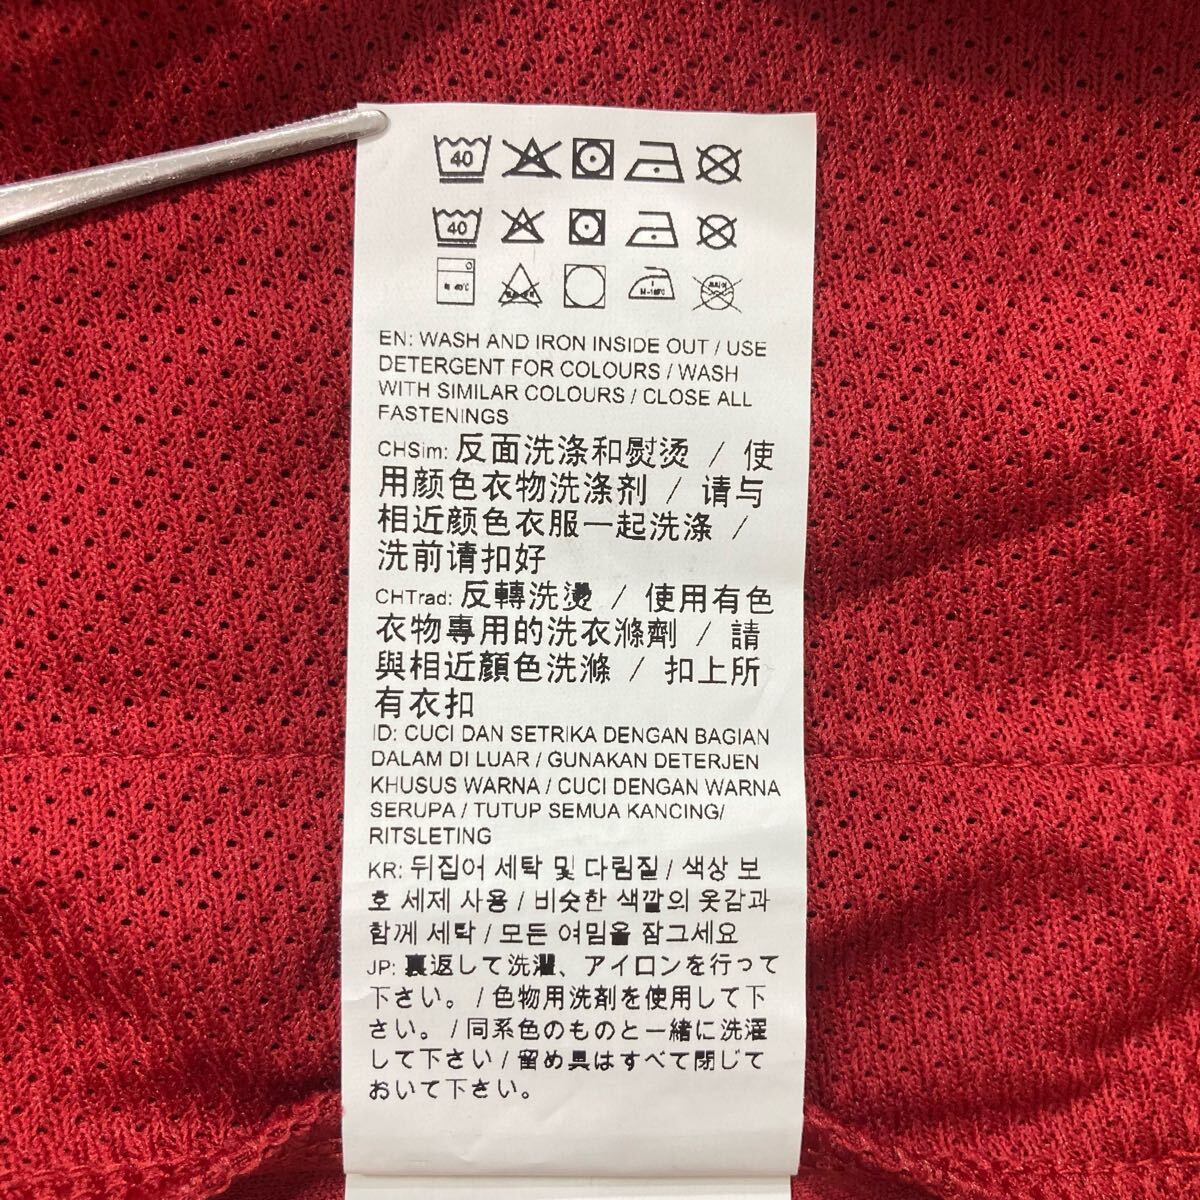 40
40
EN: WASH AND IRON INSIDE OUT / USE
DETERGENT FOR COLOURS / WASH
WITH SIMILAR COLOURS / CLOSE ALL
FASTENINGS
CHSim: 反面洗涤和熨烫 / 使
用颜色衣物洗涤剂 / 请与
相近颜色衣服一起洗涤 /
洗前请扣好
CHTrad: 反轉洗燙 / 使用有色
衣物專用的洗衣滌劑 / 請
與相近顏色洗滌 / 扣上所
有衣扣
ID: CUCI DAN SETRIKA DENGAN BAGIAN
DALAM DI LUAR / GUNAKAN DETERJEN
KHUSUS WARNA / CUCI DENGAN WARNA
SERUPA / TUTUP SEMUA KANCING/
RITSLETING
KR: 뒤집어 세탁 및 다림질 / 색상 보
호 세제 사용 / 비슷한 색깔의 옷감과
함께 세탁 / 모든 여밈을 잠그세요
JP: 裏返して洗濯、アイロンを行って
下さい。 / 色物用洗剤を使用して下
さい。 / 同系色のものと一緒に洗濯
して下さい / 留め具はすべて閉じて
おいて下さい。